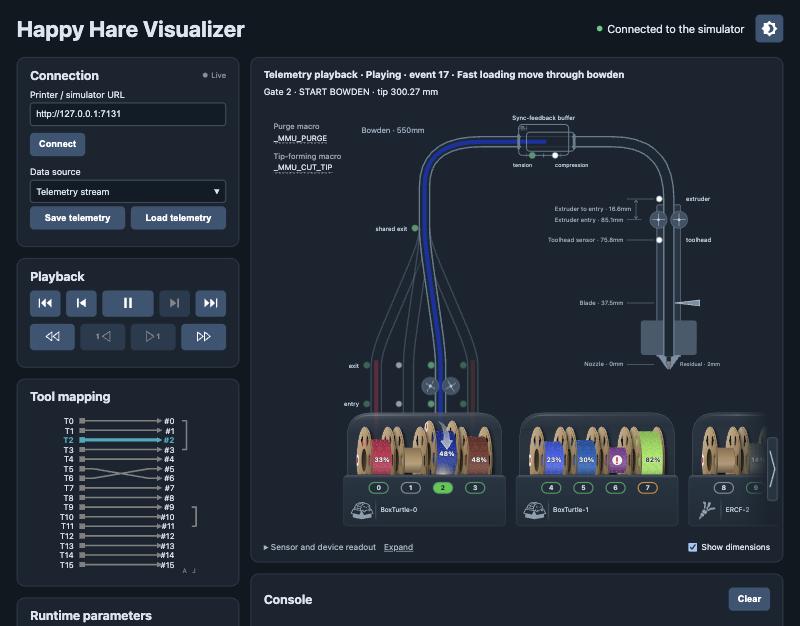 Happy Hare Visualizer
Connected to the simulator
Connection
Live
Printer / simulator URL
http://127.0.0.1:7131
Connect
Data source
Telemetry stream
Save telemetry
Load telemetry
Playback
1
1
Tool mapping
T0 #0
T1 #1
T2 #2
T3 #3
T4 #4
T5 #5
T6 #6
T7 #7
T8 #8
T9 #9
T10 #10
T11 #11
T12 #12
T13 #13
T14 #14
T15 #15
Runtime parameters
Telemetry playback · Playing · event 17 · Fast loading move through bowden
Gate 2 · START BOWDEN · tip 300.27 mm
Purge macro
_MMU_PURGE
Tip-forming macro
_MMU_CUT_TIP
Bowden · 550mm
Sync-feedback buffer
tension
compression
extruder
Extruder to entry · 16.6mm
Extruder entry · 85.1mm
shared exit
Toolhead sensor · 75.8mm
toolhead
Blade · 37.5mm
Nozzle · 0mm
Residual · 2mm
exit
entry
33%
48%
48%
23%
30%
82%
0
1
2
3
4
5
6
7
8
9
BoxTurtle-0
BoxTurtle-1
ERCF-2
Sensor and device readout
Expand
Show dimensions
Console
Clear